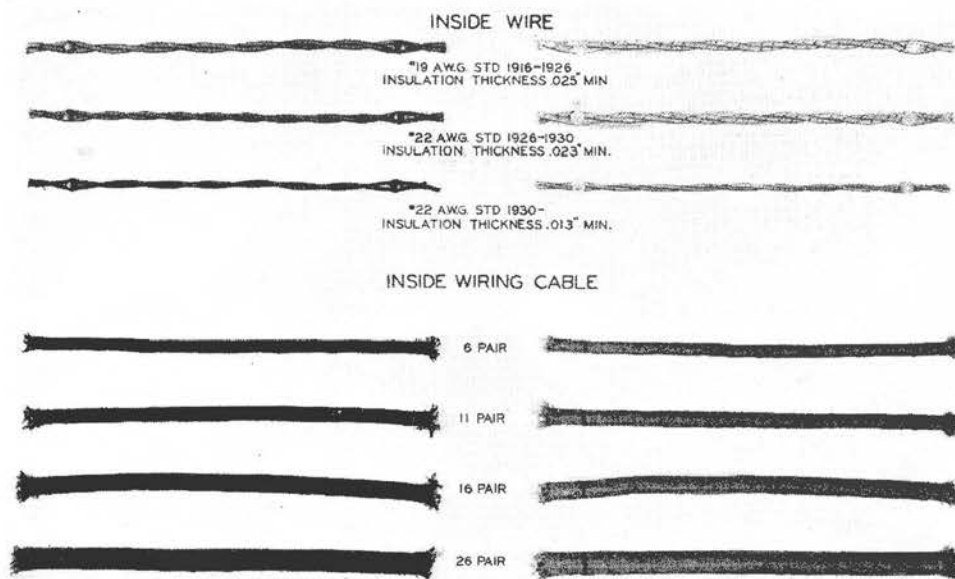 INSIDE WIRE
#19 A.W.G. STD 1916-1926
INSULATION THICKNESS .025" MIN.
#22 A.W.G. STD 1926-1930
INSULATION, THICKNESS .023" MIN.
#22 A.W.G. STD 1930-
INSULATION THICKNESS .013" MIN.
INSIDE WIRING CABLE
6 PAIR
11 PAIR
16 PAIR
26 PAIR